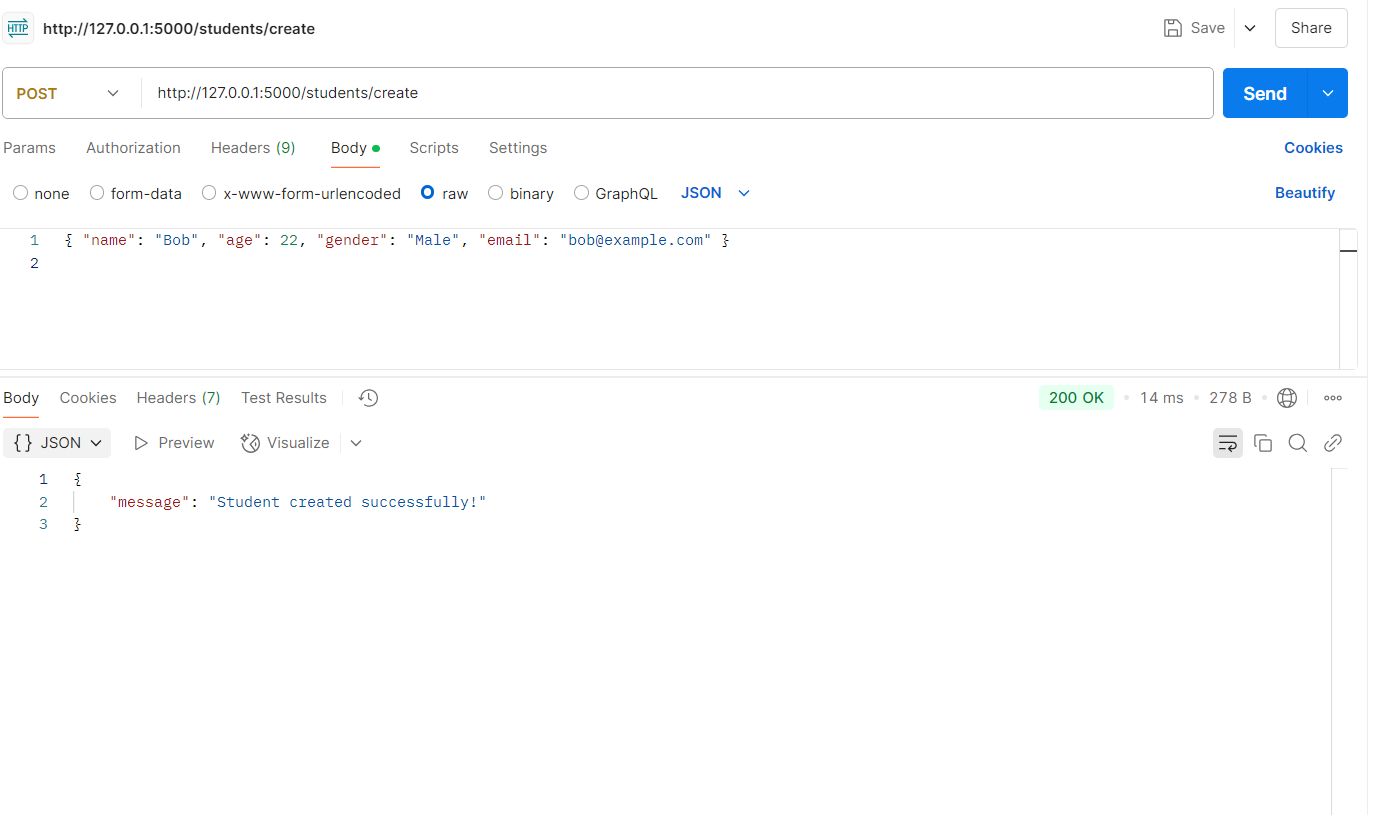 HTTP http://127.0.0.1:5000/students/create Save Share
POST http://127.0.0.1:5000/students/create Send
Params Authorization Headers (9) Body Scripts Settings Cookies
none form-data x-www-form-urlencoded raw binary GraphQL JSON Beautify
1 { "name": "Bob", "age": 22, "gender": "Male", "email": "bob@example.com" }
2
Body Cookies Headers (7) Test Results 200 OK 14 ms 278 B
{} JSON Preview Visualize
1 {
2 "message": "Student created successfully!"
3 }